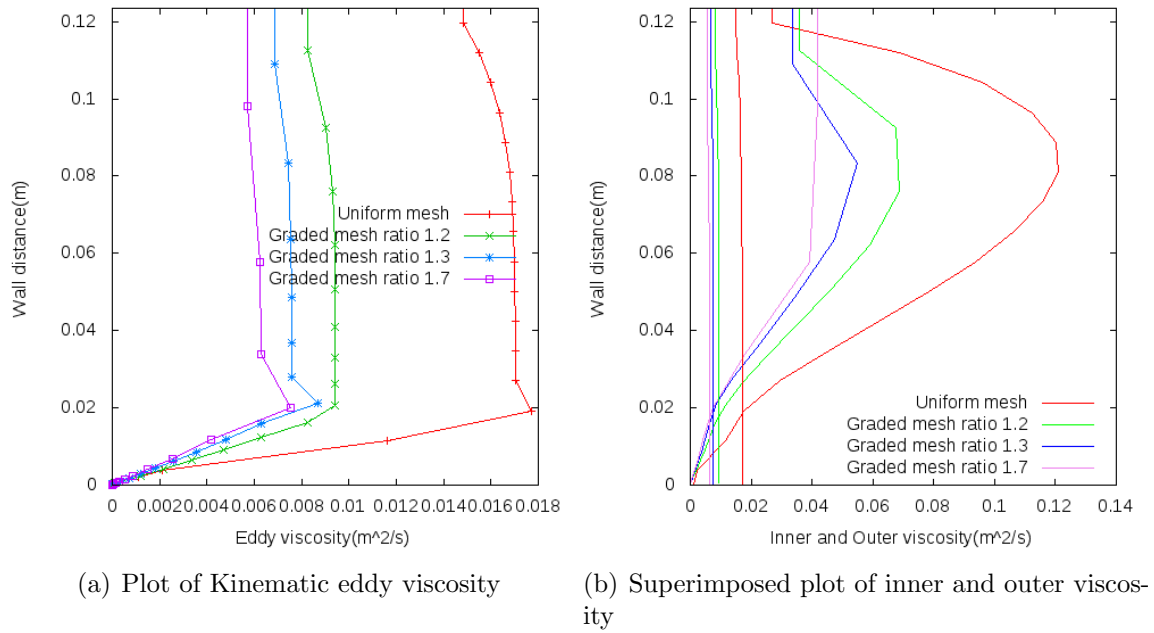 0.12
0.1
0.08
0.06
0.04
0.02
0
Wall distance(m)
Uniform mesh
Graded mesh ratio 1.2
Graded mesh ratio 1.3
Graded mesh ratio 1.7
0 0.002 0.004 0.006 0.008 0.01 0.012 0.014 0.016 0.018
Eddy viscosity(m^2/s)
(a) Plot of Kinematic eddy viscosity
0.12
0.1
0.08
0.06
0.04
0.02
0
Wall distance(m)
Uniform mesh
Graded mesh ratio 1.2
Graded mesh ratio 1.3
Graded mesh ratio 1.7
0 0.02 0.04 0.06 0.08 0.1 0.12 0.14
Inner and Outer viscosity(m^2/s)
(b) Superimposed plot of inner and outer viscos-
ity